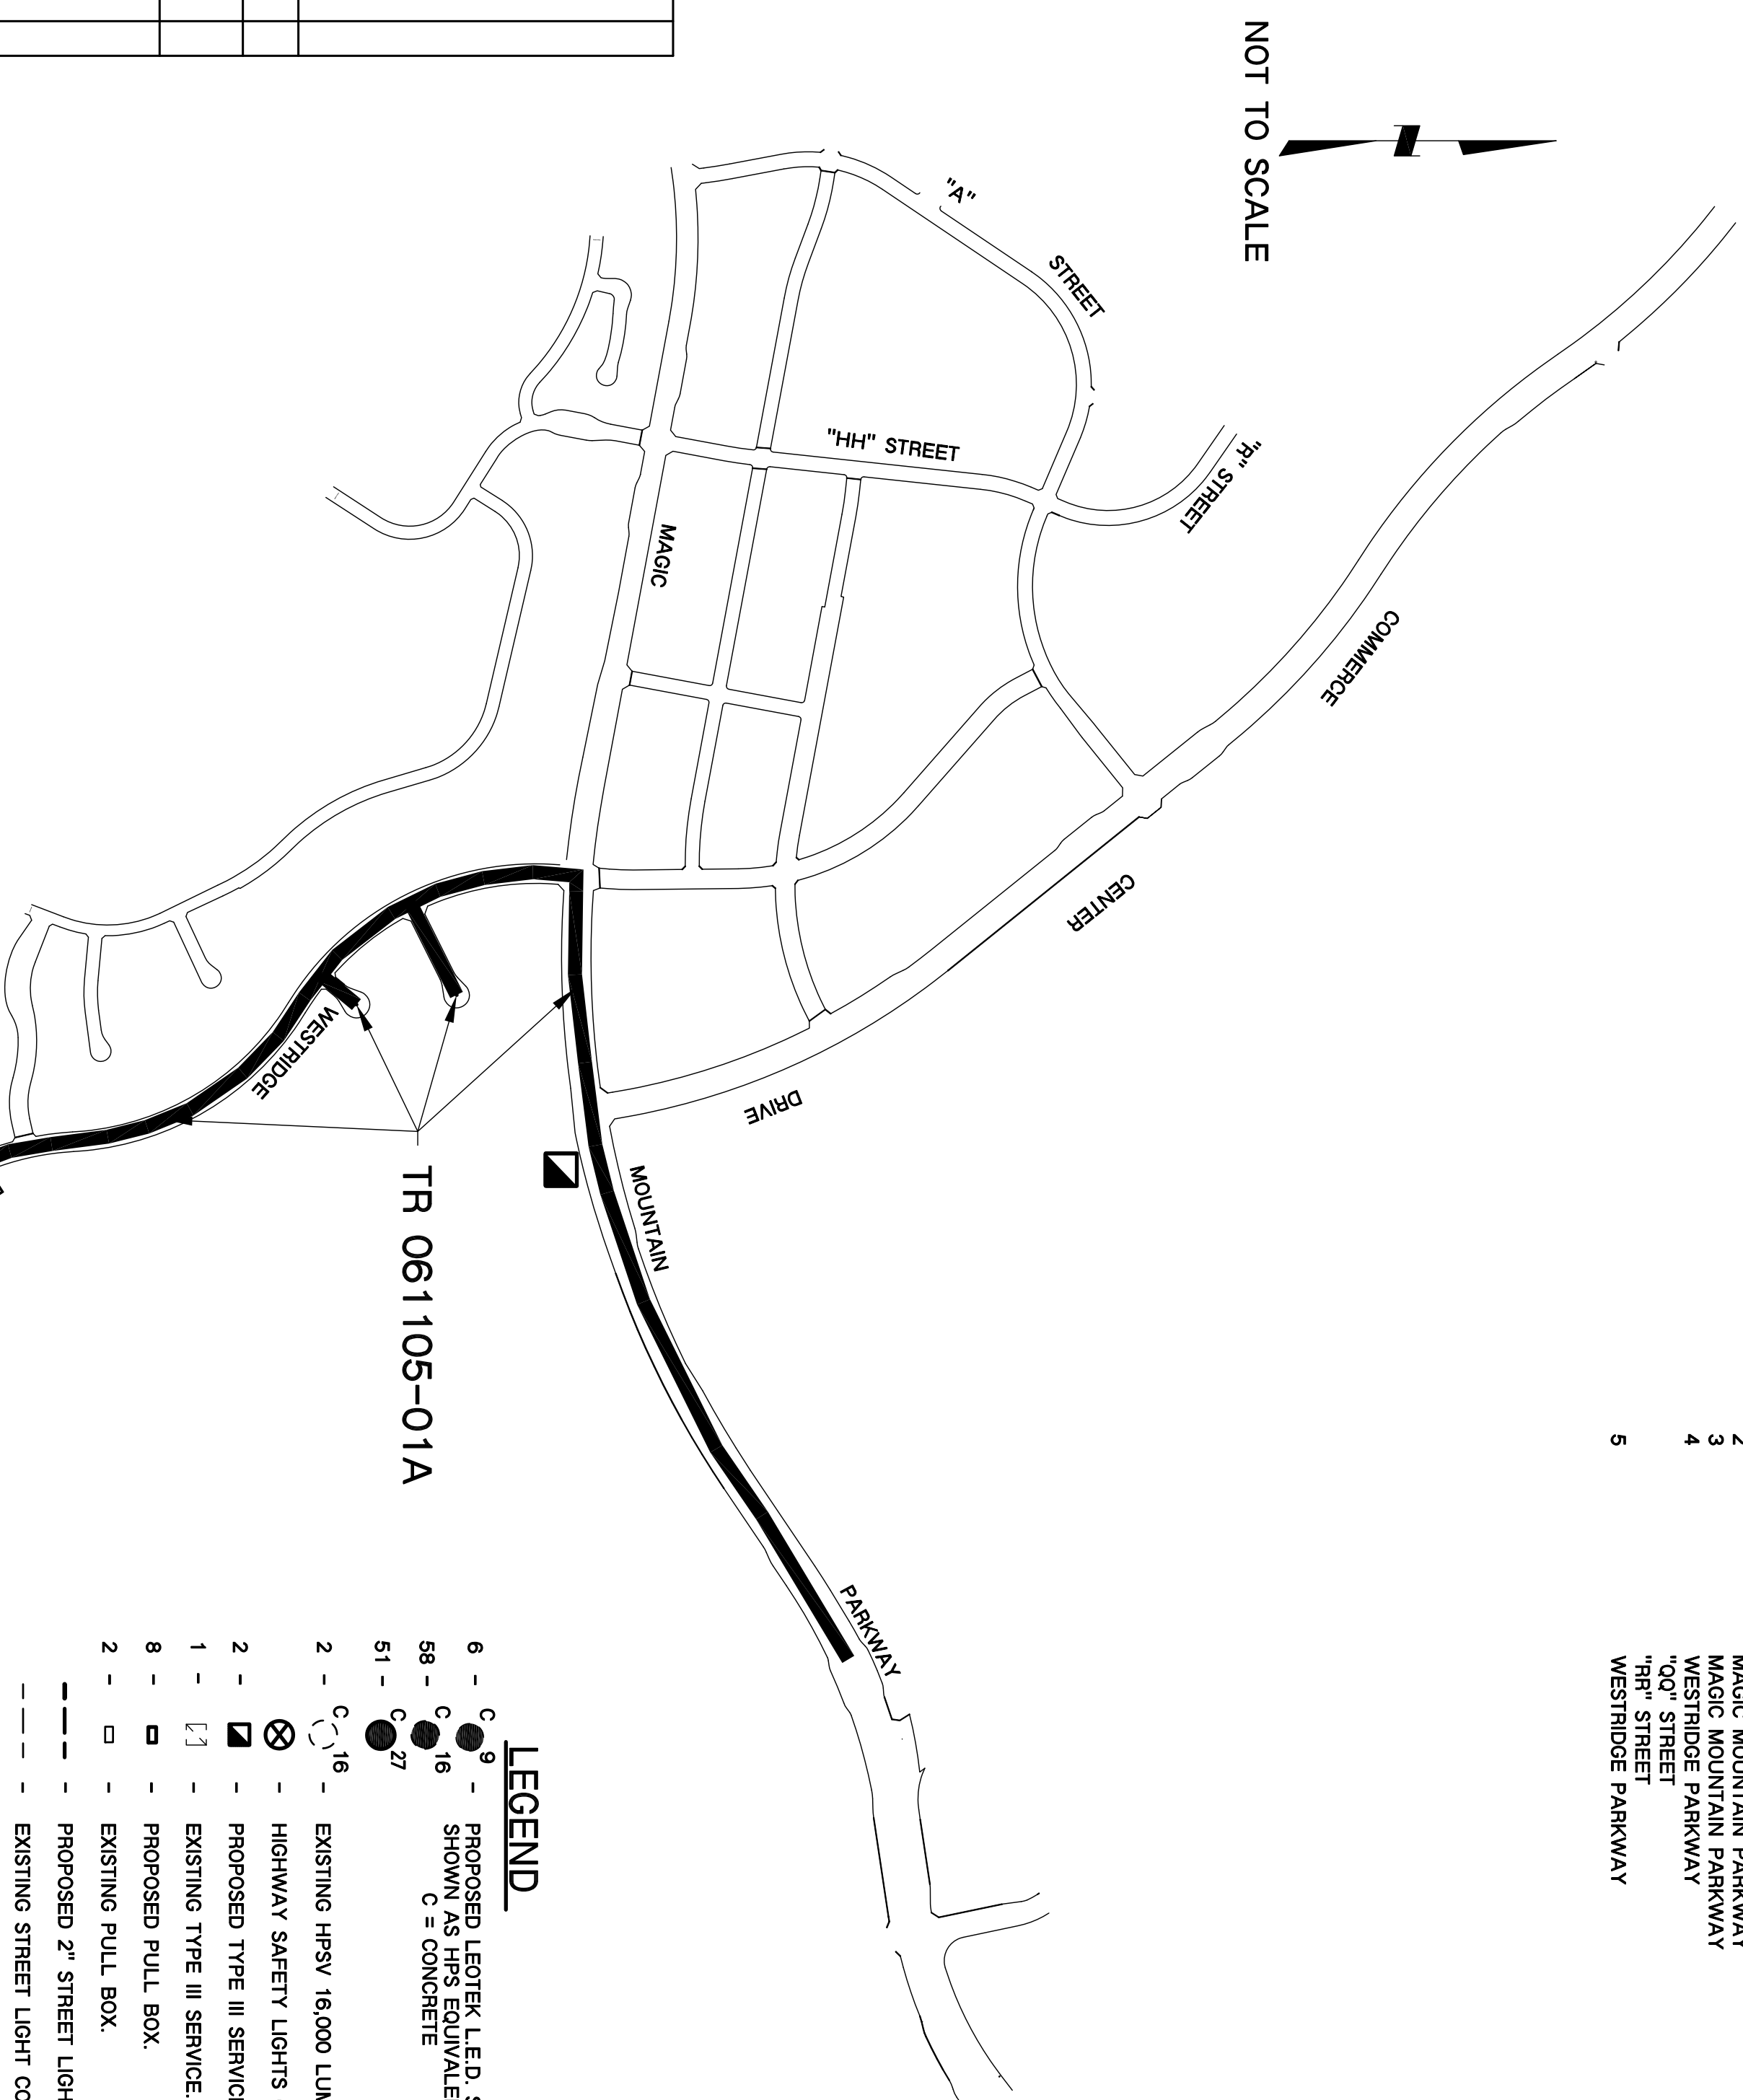 NOT TO SCALE
"A"
STREET
"HH" STREET
"R" STREET
COMMERCE
CENTER
DRIVE
MAGIC
MOUNTAIN
PARKWAY
WESTRIDGE
TR 061105-01A
2 MAGIC MOUNTAIN PARKWAY
3 MAGIC MOUNTAIN PARKWAY
4 WESTRIDGE PARKWAY
"QQ" STREET
"RR" STREET
5 WESTRIDGE PARKWAY
LEGEND
6 - C 9 - PROPOSED LEOTEK L.E.D.
58 - C 16 SHOWN AS HPS EQUIVALE
C = CONCRETE
51 - C 27
2 - C 16 - EXISTING HPSV 16,000 LUM
- HIGHWAY SAFETY LIGHTS
2 - - PROPOSED TYPE III SERVIC
1 - - EXISTING TYPE III SERVICE.
8 - - PROPOSED PULL BOX.
2 - - EXISTING PULL BOX.
- PROPOSED 2" STREET LIGH
- EXISTING STREET LIGHT CO